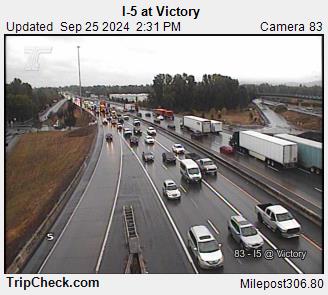 I-5 at Victory
Updated Sep 25 2024 2:31 PM Camera 83
S
83 - I5 @ Victory
TripCheck.com Milepost306.80